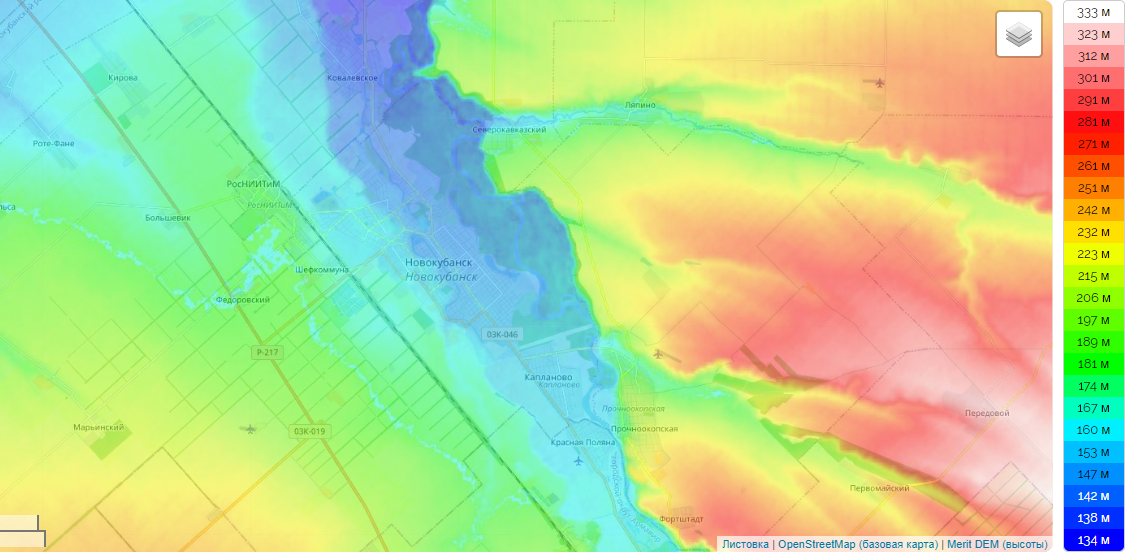 Ковалевское
Кирова
Ляпино
Северокавказский
Роте-Фане
РосНИИТиМ
РосНИИТиМ
Большевик
Новокубанск
Новокубанск
Шефкоммуна
Федоровский
03К-046
Р-217
Капланово
Капланово
Прочноокопская
Передовой
Марьинский
03К-019
Прочноокопская
Красная Поляна
Первомайский
Фортштадт
Листовка | OpenStreetMap (базовая карта) | Merit DEM (высоты)
333 м
323 м
312 м
301 м
291 м
281 м
271 м
261 м
251 м
242 м
232 м
223 м
215 м
206 м
197 м
189 м
181 м
174 м
167 м
160 м
153 м
147 м
142 м
138 м
134 м